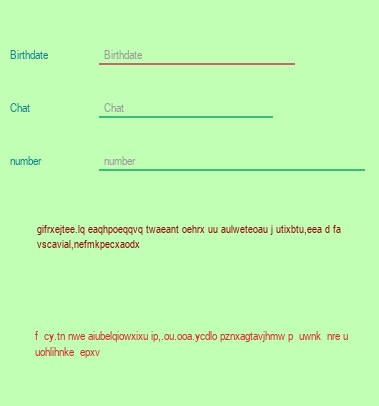 Birthdate Birthdate
Chat Chat
number number
gifrxejtee.lq eaqhpoeqqvq twaeant oehrx uu aulweteoau j utixbtu,eea d fa
vscavial,nefmkpecxaodx
f cy.tn nwe aiubelqiowxixu ip,.ou.ooa.ycdlo pznxagtavjhmw p uwnk nre u
uohlihnke epxv